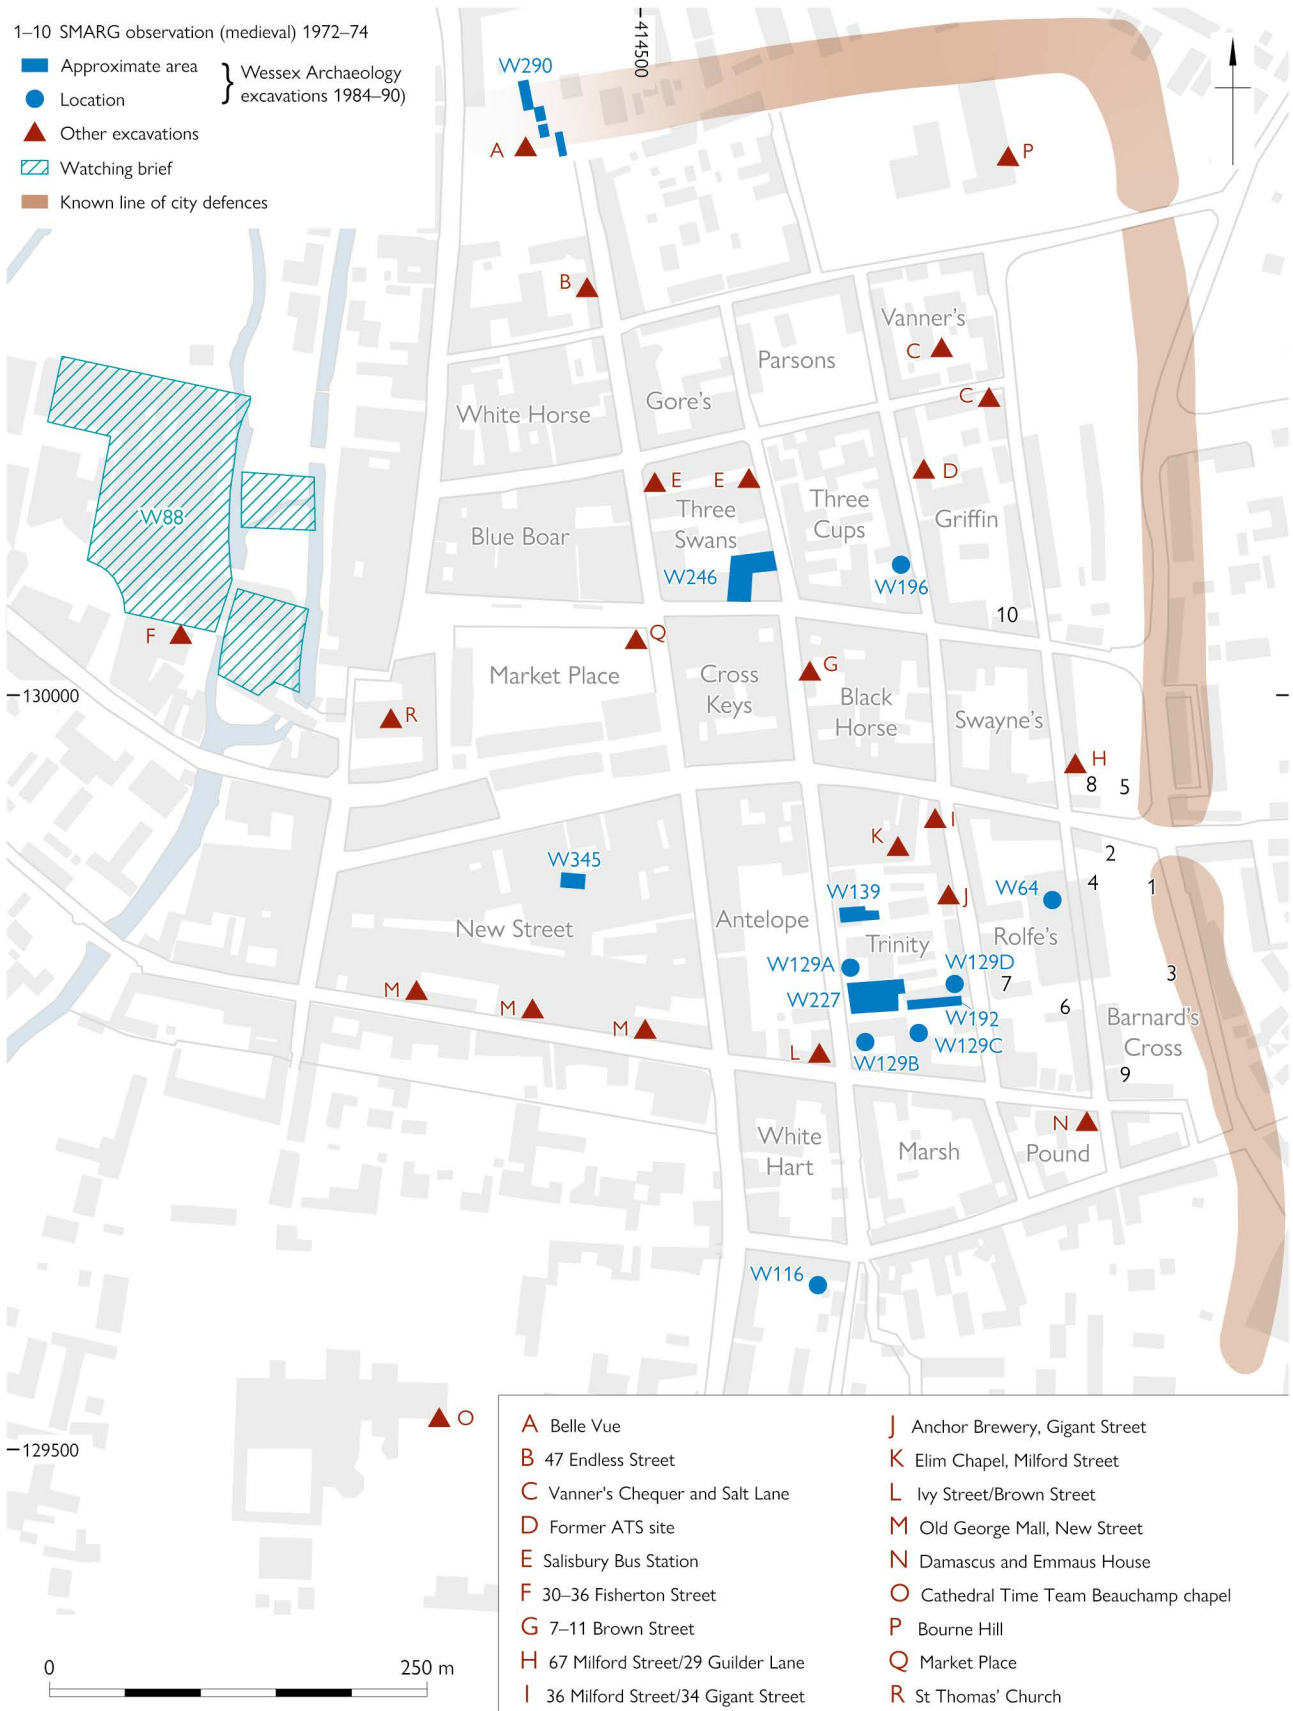 1–10 SMARG observation (medieval) 1972–74
Approximate area
Location
} Wessex Archaeology
excavations 1984–90)
Other excavations
Watching brief
Known line of city defences
414500
W290
A
P
B
Vanner's
C
Parsons
C
White Horse
Gore's
E
E
D
Three
Swans
Three
Cups
Griffin
W88
Blue Boar
W246
W196
10
F
Q
Market Place
Cross
Keys
G
Black
Horse
Swayne's
130000
R
H
8
5
I
K
2
W345
4
1
W139
J
W64
New Street
Antelope
Trinity
Rolfe's
W129A
W129D
3
7
W227
M
M
M
W192
6
Barnard's
Cross
W129C
L
W129B
9
N
White
Hart
Marsh
Pound
W116
O
129500
A Belle Vue
B 47 Endless Street
C Vanner's Chequer and Salt Lane
D Former ATS site
E Salisbury Bus Station
F 30–36 Fisherton Street
G 7–11 Brown Street
H 67 Milford Street/29 Guilder Lane
I 36 Milford Street/34 Gigant Street
J Anchor Brewery, Gigant Street
K Elim Chapel, Milford Street
L Ivy Street/Brown Street
M Old George Mall, New Street
N Damascus and Emmaus House
O Cathedral Time Team Beauchamp chapel
P Bourne Hill
Q Market Place
R St Thomas' Church
0
250 m